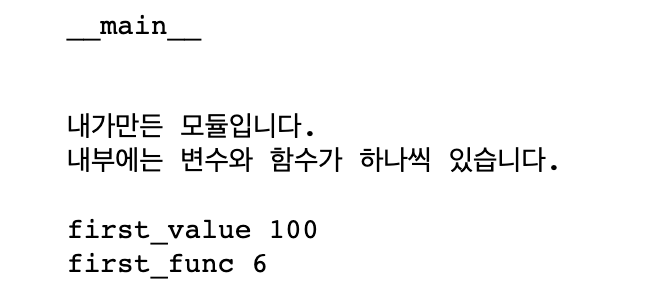 __main__
내가만든 모듈입니다.
내부에는 변수와 함수가 하나씩 있습니다.
first_value 100
first_func 6